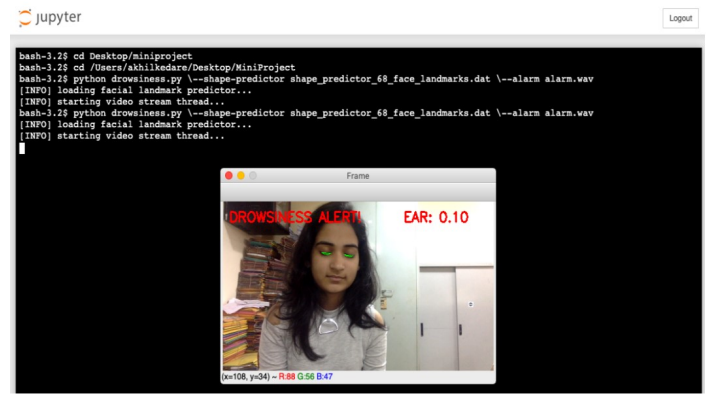 jupyter
Logout
bash-3.2$ cd Desktop/miniproject
bash-3.2$ cd /Users/akhilkedare/Desktop/MiniProject
bash-3.2$ python drowsiness.py \--shape-predictor shape_predictor_68_face_landmarks.dat \--alarm alarm.wav
[INFO] loading facial landmark predictor...
[INFO] starting video stream thread...
bash-3.2$ python drowsiness.py \--shape-predictor shape_predictor_68_face_landmarks.dat \--alarm alarm.wav
[INFO] loading facial landmark predictor...
[INFO] starting video stream thread...
Frame
DROWSINESS ALERT!
EAR: 0.10
(x=108, y=34) ~ R:88 G:56 B:47